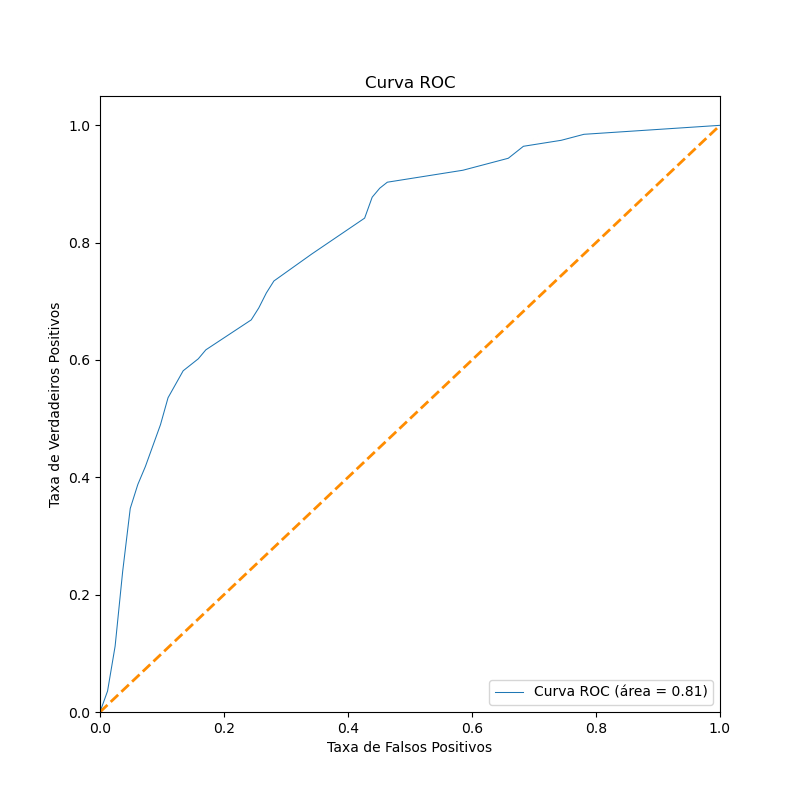 Curva ROC
Taxa de Verdadeiros Positivos
1.0
0.8
0.6
0.4
0.2
0.0
0.0 0.2 0.4 0.6 0.8 1.0
Taxa de Falsos Positivos
Curva ROC (área = 0.81)